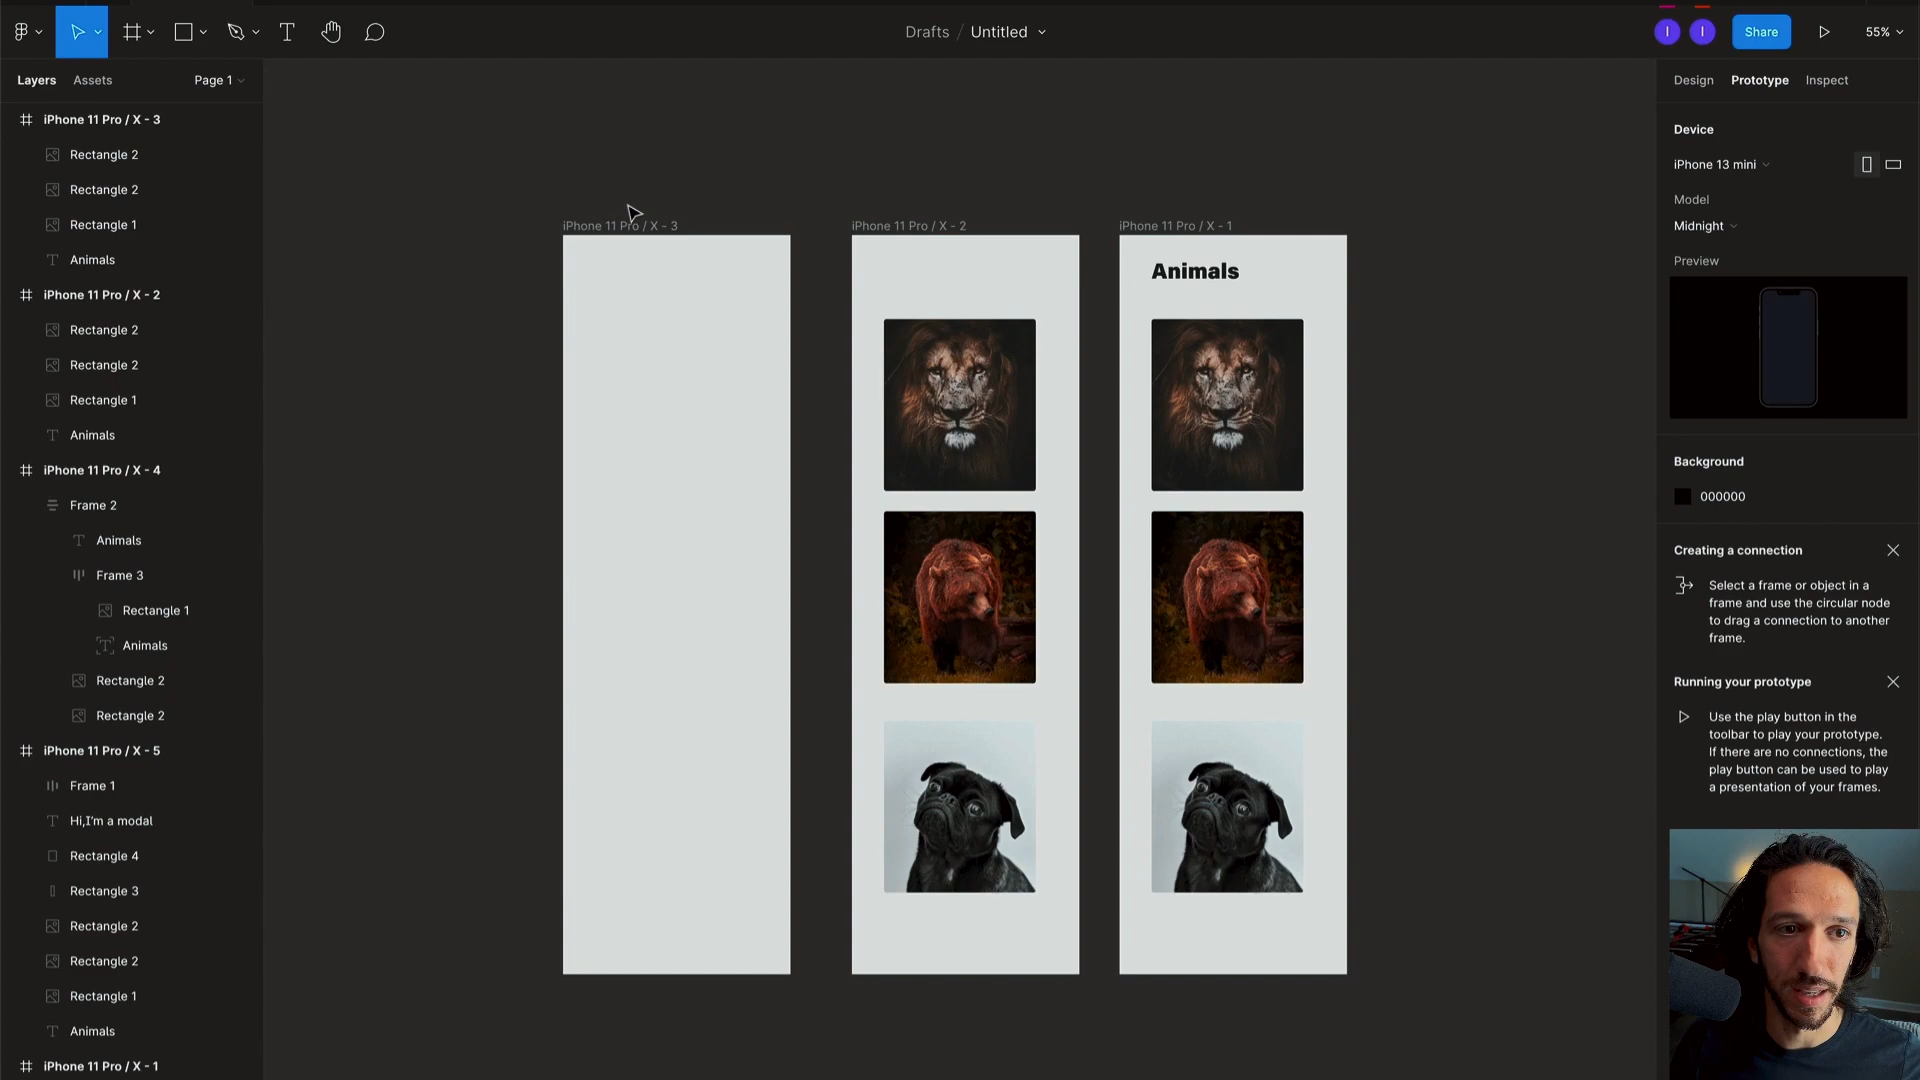 Drafts / Untitled
I
I
Share
55%
Layers
Assets
Page 1
iPhone 11 Pro / X - 3
Rectangle 2
Rectangle 2
Rectangle 1
Animals
iPhone 11 Pro / X - 2
Rectangle 2
Rectangle 2
Rectangle 1
Animals
iPhone 11 Pro / X - 4
Frame 2
Animals
Frame 3
Rectangle 1
Animals
Rectangle 2
Rectangle 2
iPhone 11 Pro / X - 5
Frame 1
Hi,I'm a modal
Rectangle 4
Rectangle 3
Rectangle 2
Rectangle 2
Rectangle 1
Animals
iPhone 11 Pro / X - 1
iPhone 11 Pro / X - 3
iPhone 11 Pro / X - 2
iPhone 11 Pro / X - 1
Animals
Design
Prototype
Inspect
Device
iPhone 13 mini
Model
Midnight
Preview
Background
000000
Creating a connection
Select a frame or object in a
frame and use the circular node
to drag a connection to another
frame.
Running your prototype
Use the play button in the
toolbar to play your prototype.
If there are no connections, the
play button can be used to play
a presentation of your frames.